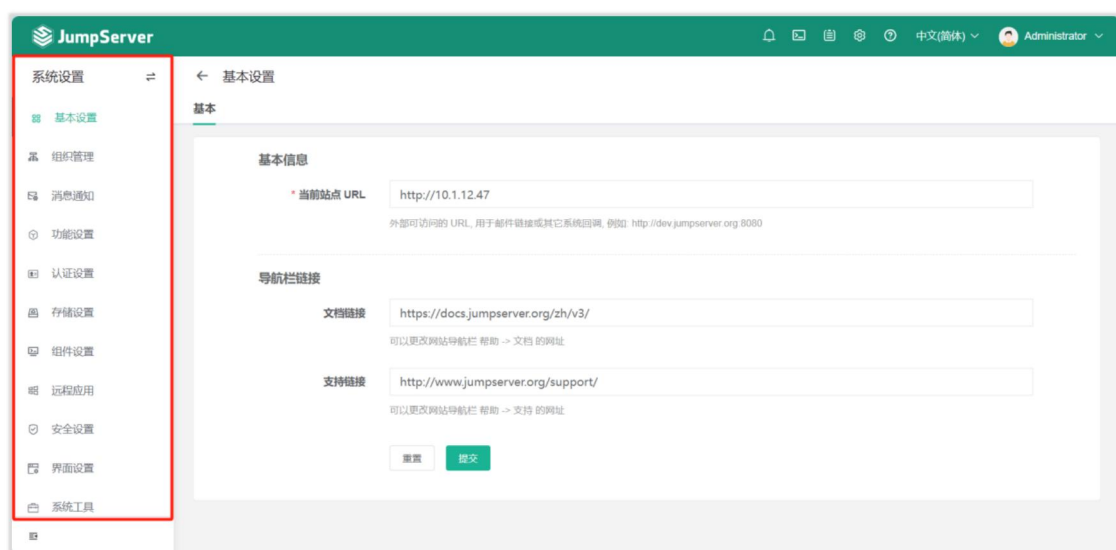 JumpServer
中文(简体)
Administrator
系统设置
基本设置
组织管理
消息通知
功能设置
认证设置
存储设置
组件设置
远程应用
安全设置
界面设置
系统工具
← 基本设置
基本
基本信息
* 当前站点 URL
http://10.1.12.47
外部可访问的 URL, 用于邮件链接或其它系统回调, 例如: http://dev.jumpserver.org:8080
导航栏链接
文档链接
https://docs.jumpserver.org/zh/v3/
可以更改网站导航栏 帮助 -> 文档 的网址
支持链接
http://www.jumpserver.org/support/
可以更改网站导航栏 帮助 -> 支持 的网址
重置
提交